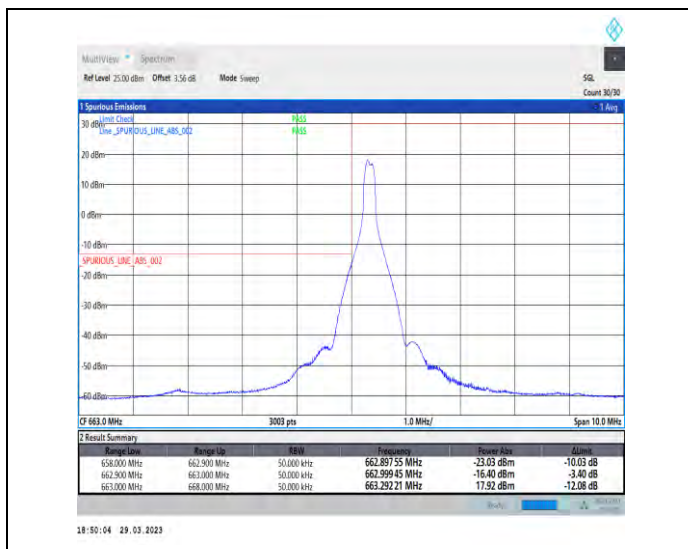 MultiView Spectrum
Ref Level 25.00 dBm Offset 3.56 dB Mode Sweep SGL
Count 30/30
1 Spurious Emissions 1 Avg
Limit Check PASS
30 dBm
Line _SPURIOUS_LINE_ABS_002 PASS
20 dBm
10 dBm
0 dBm
-10 dBm
_SPURIOUS_LINE_ABS_002
-20 dBm
-30 dBm
-40 dBm
-50 dBm
-60 dBm
CF 663.0 MHz 3003 pts 1.0 MHz/ Span 10.0 MHz
2 Result Summary
Range Low Range Up RBW Frequency Power Abs ΔLimit
658.000 MHz 662.900 MHz 50.000 kHz 662.897 55 MHz -23.03 dBm -10.03 dB
662.900 MHz 663.000 MHz 50.000 kHz 662.999 45 MHz -16.40 dBm -3.40 dB
663.000 MHz 668.000 MHz 50.000 kHz 663.292 21 MHz 17.92 dBm -12.08 dB
Ready
18:50:04 29.03.2023